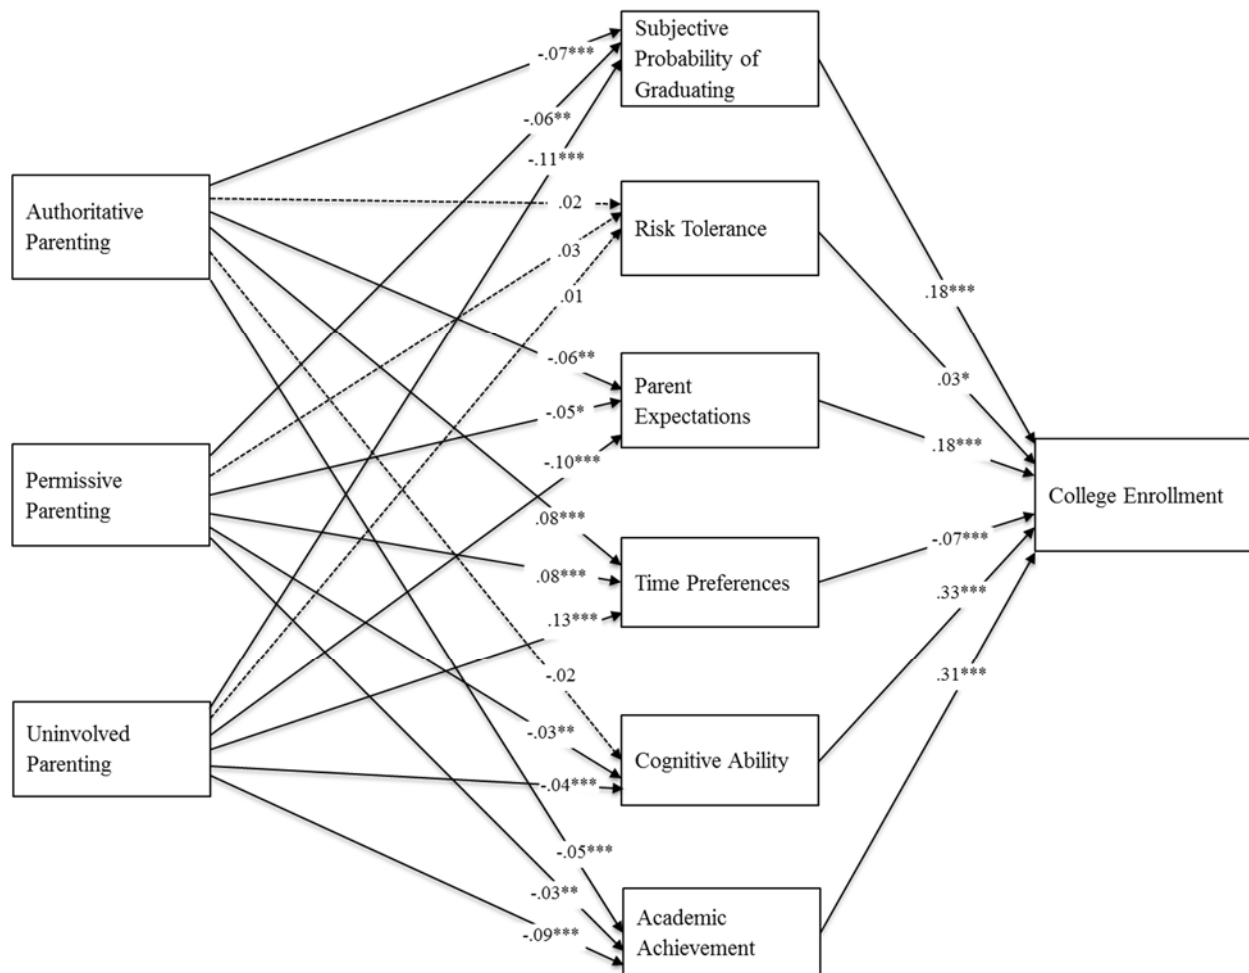 Subjective
Probability of
Graduating
-.07***
-.06**
-.11***
Authoritative
Parenting
.02
Risk Tolerance
.03
.01
.18***
-.06**
Parent
Expectations
.03*
-.05*
.18***
-.10***
Permissive
Parenting
College Enrollment
.08***
-.07***
.08***
Time Preferences
.33***
.13***
-.02
.31***
Uninvolved
Parenting
-.03**
Cognitive Ability
-.04***
-.05***
-.03**
Academic
Achievement
-.09***